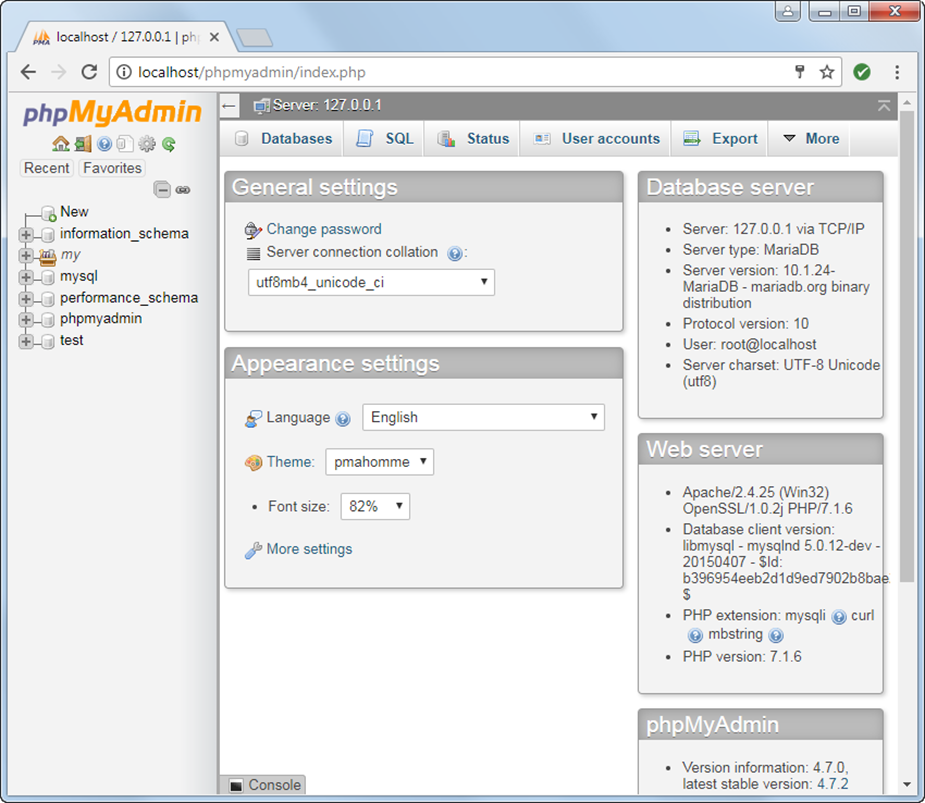 localhost / 127.0.0.1 | ph
localhost/phpmyadmin/index.php
phpMyAdmin
Recent Favorites
New
information_schema
my
mysql
performance_schema
phpmyadmin
test
Server: 127.0.0.1
Databases SQL Status User accounts Export More
General settings
Change password
Server connection collation :
utf8mb4_unicode_ci
Appearance settings
Language English
Theme: pmahomme
Font size: 82%
More settings
Database server
Server: 127.0.0.1 via TCP/IP
Server type: MariaDB
Server version: 10.1.24-
MariaDB - mariadb.org binary
distribution
Protocol version: 10
User: root@localhost
Server charset: UTF-8 Unicode
(utf8)
Web server
Apache/2.4.25 (Win32)
OpenSSL/1.0.2j PHP/7.1.6
Database client version:
libmysql - mysqlnd 5.0.12-dev -
20150407 - $Id:
b396954eeb2d1d9ed7902b8bae
$
PHP extension: mysqli curl
mbstring
PHP version: 7.1.6
phpMyAdmin
Version information: 4.7.0,
latest stable version: 4.7.2
Console